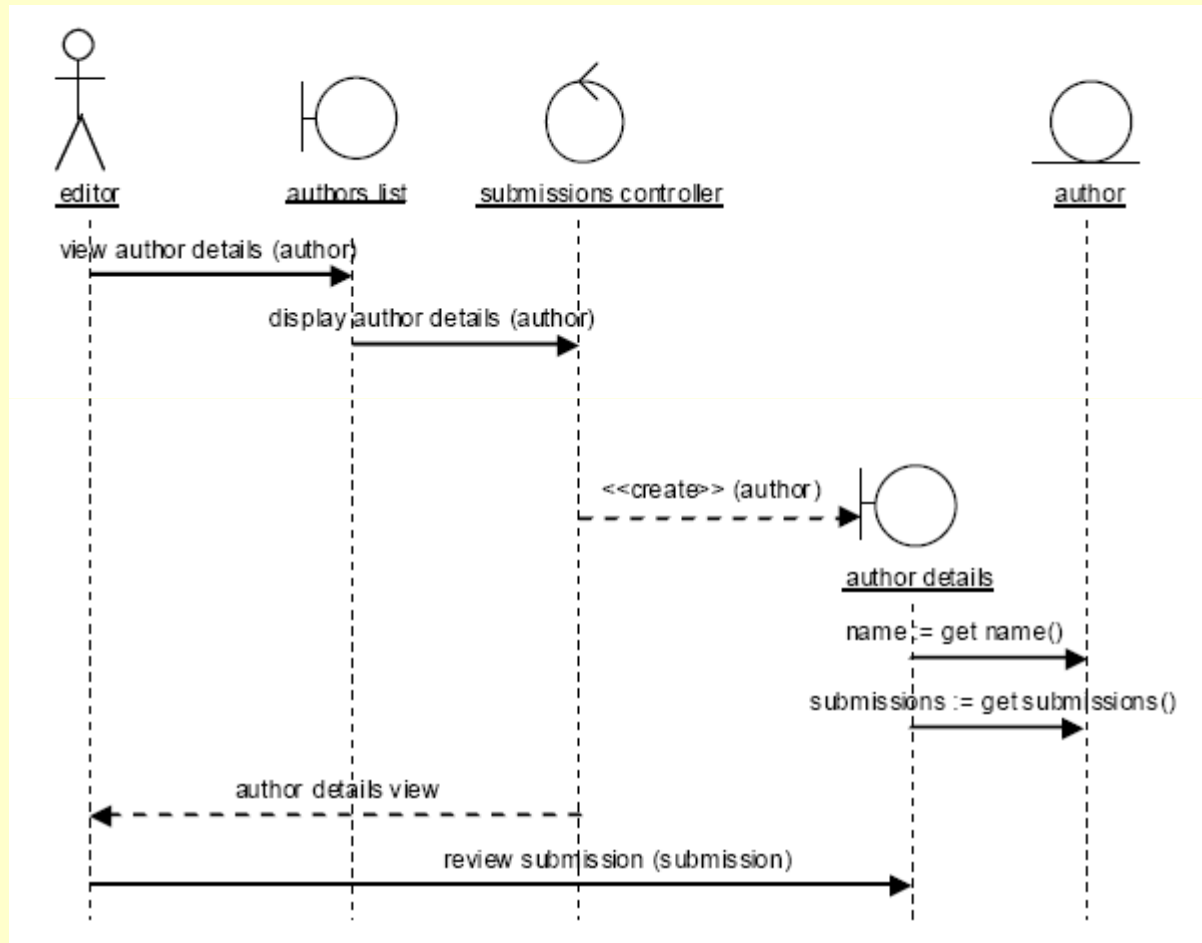 editor
authors list
submissions controller
author
view author details (author)
display author details (author)
<<create>> (author)
author details
name := get name()
submissions := get submissions()
author details view
review submission (submission)